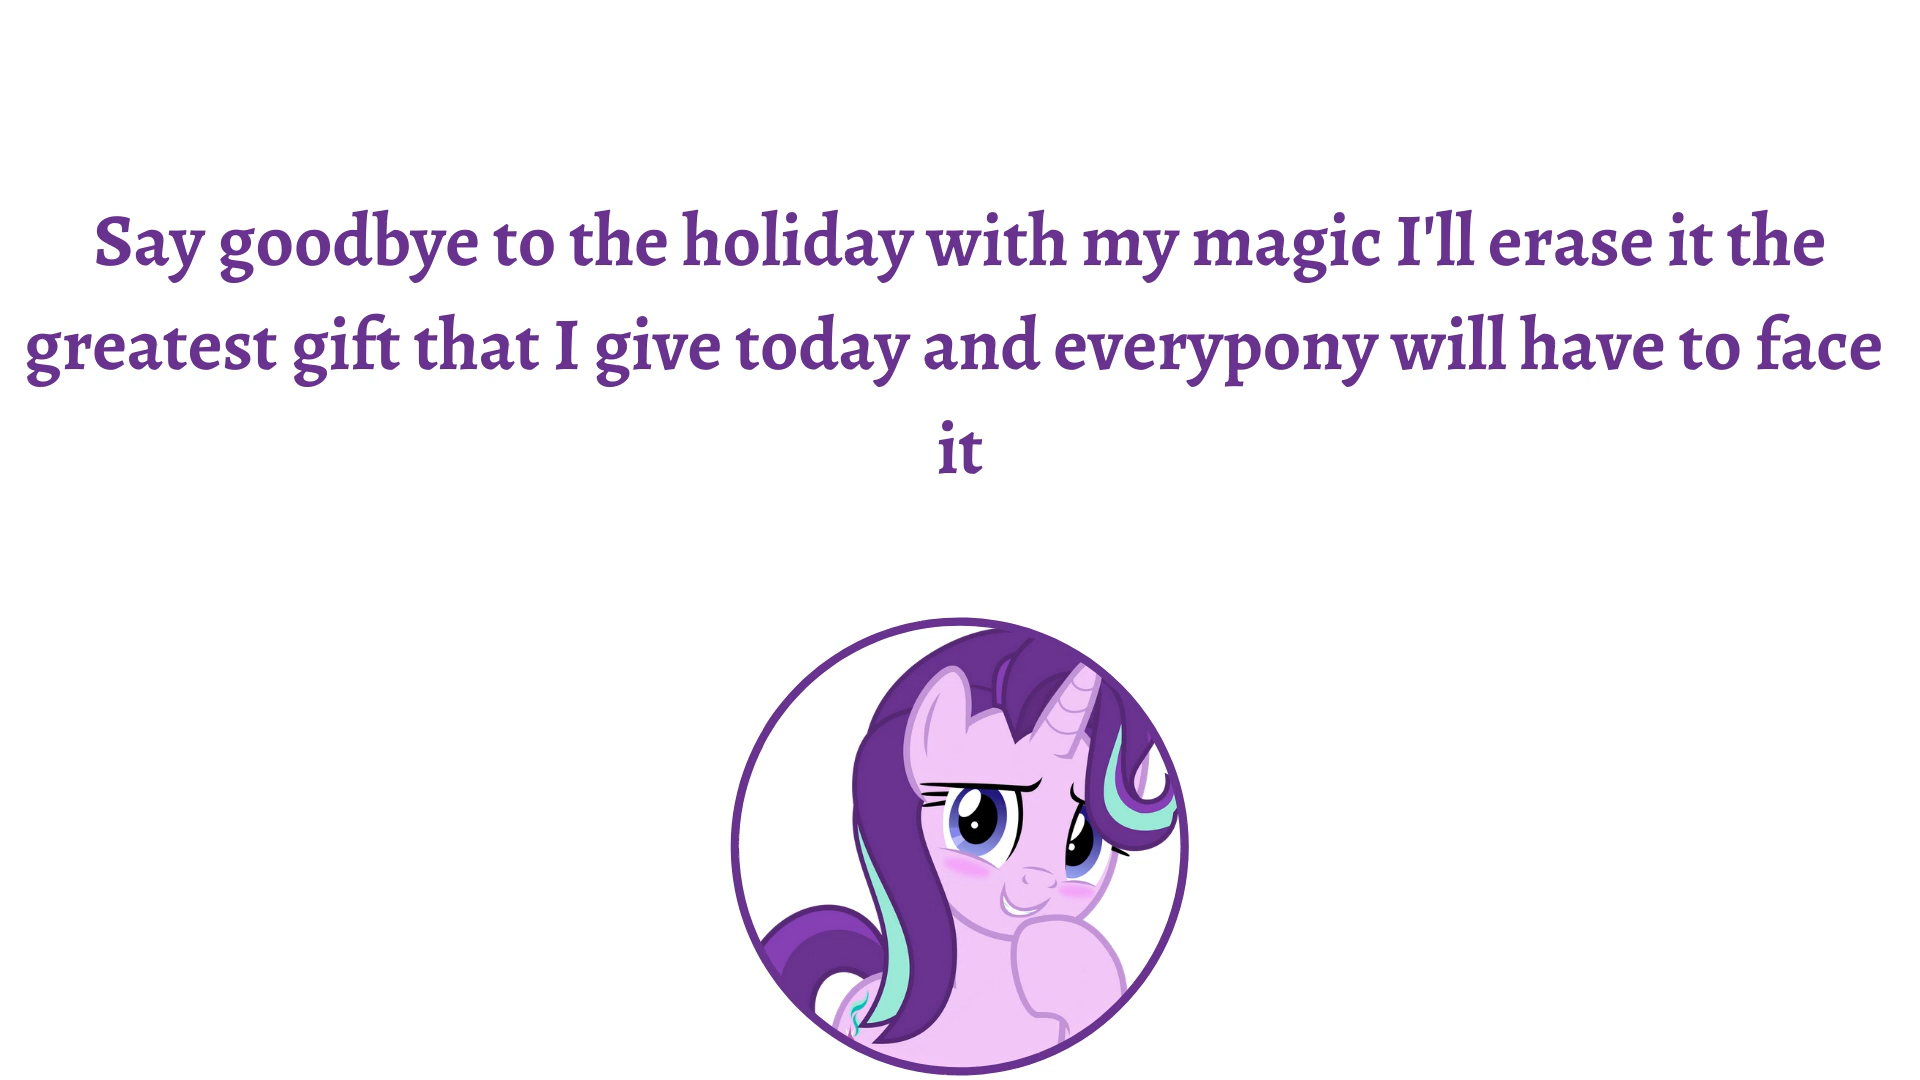 Say goodbye to the holiday with my magic I'll erase it the
greatest gift that I give today and everypony will have to face
it